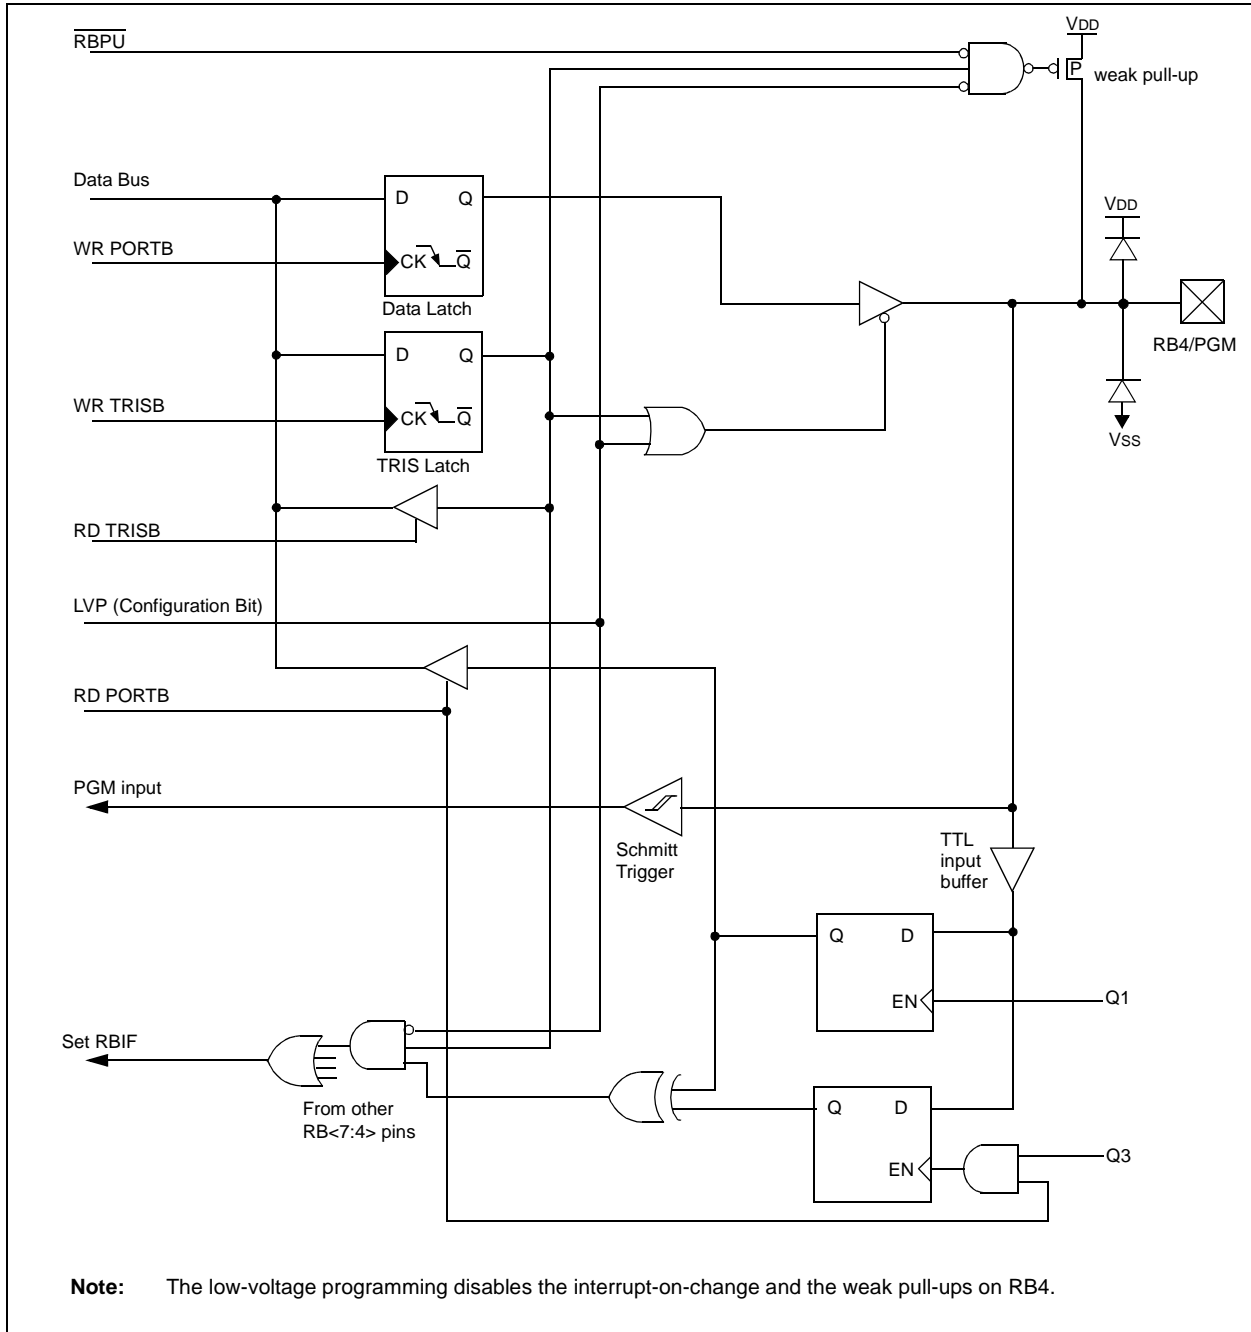 RBPU
VDD
P
weak pull-up
Data Bus
D Q
VDD
WR PORTB
CK Q
Data Latch
D Q
RB4/PGM
WR TRISB
CK Q
VSS
TRIS Latch
RD TRISB
LVP (Configuration Bit)
RD PORTB
PGM input
Schmitt
Trigger
TTL
input
buffer
Q D
EN
Q1
Set RBIF
From other
RB<7:4> pins
Q D
EN
Q3
Note: The low-voltage programming disables the interrupt-on-change and the weak pull-ups on RB4.